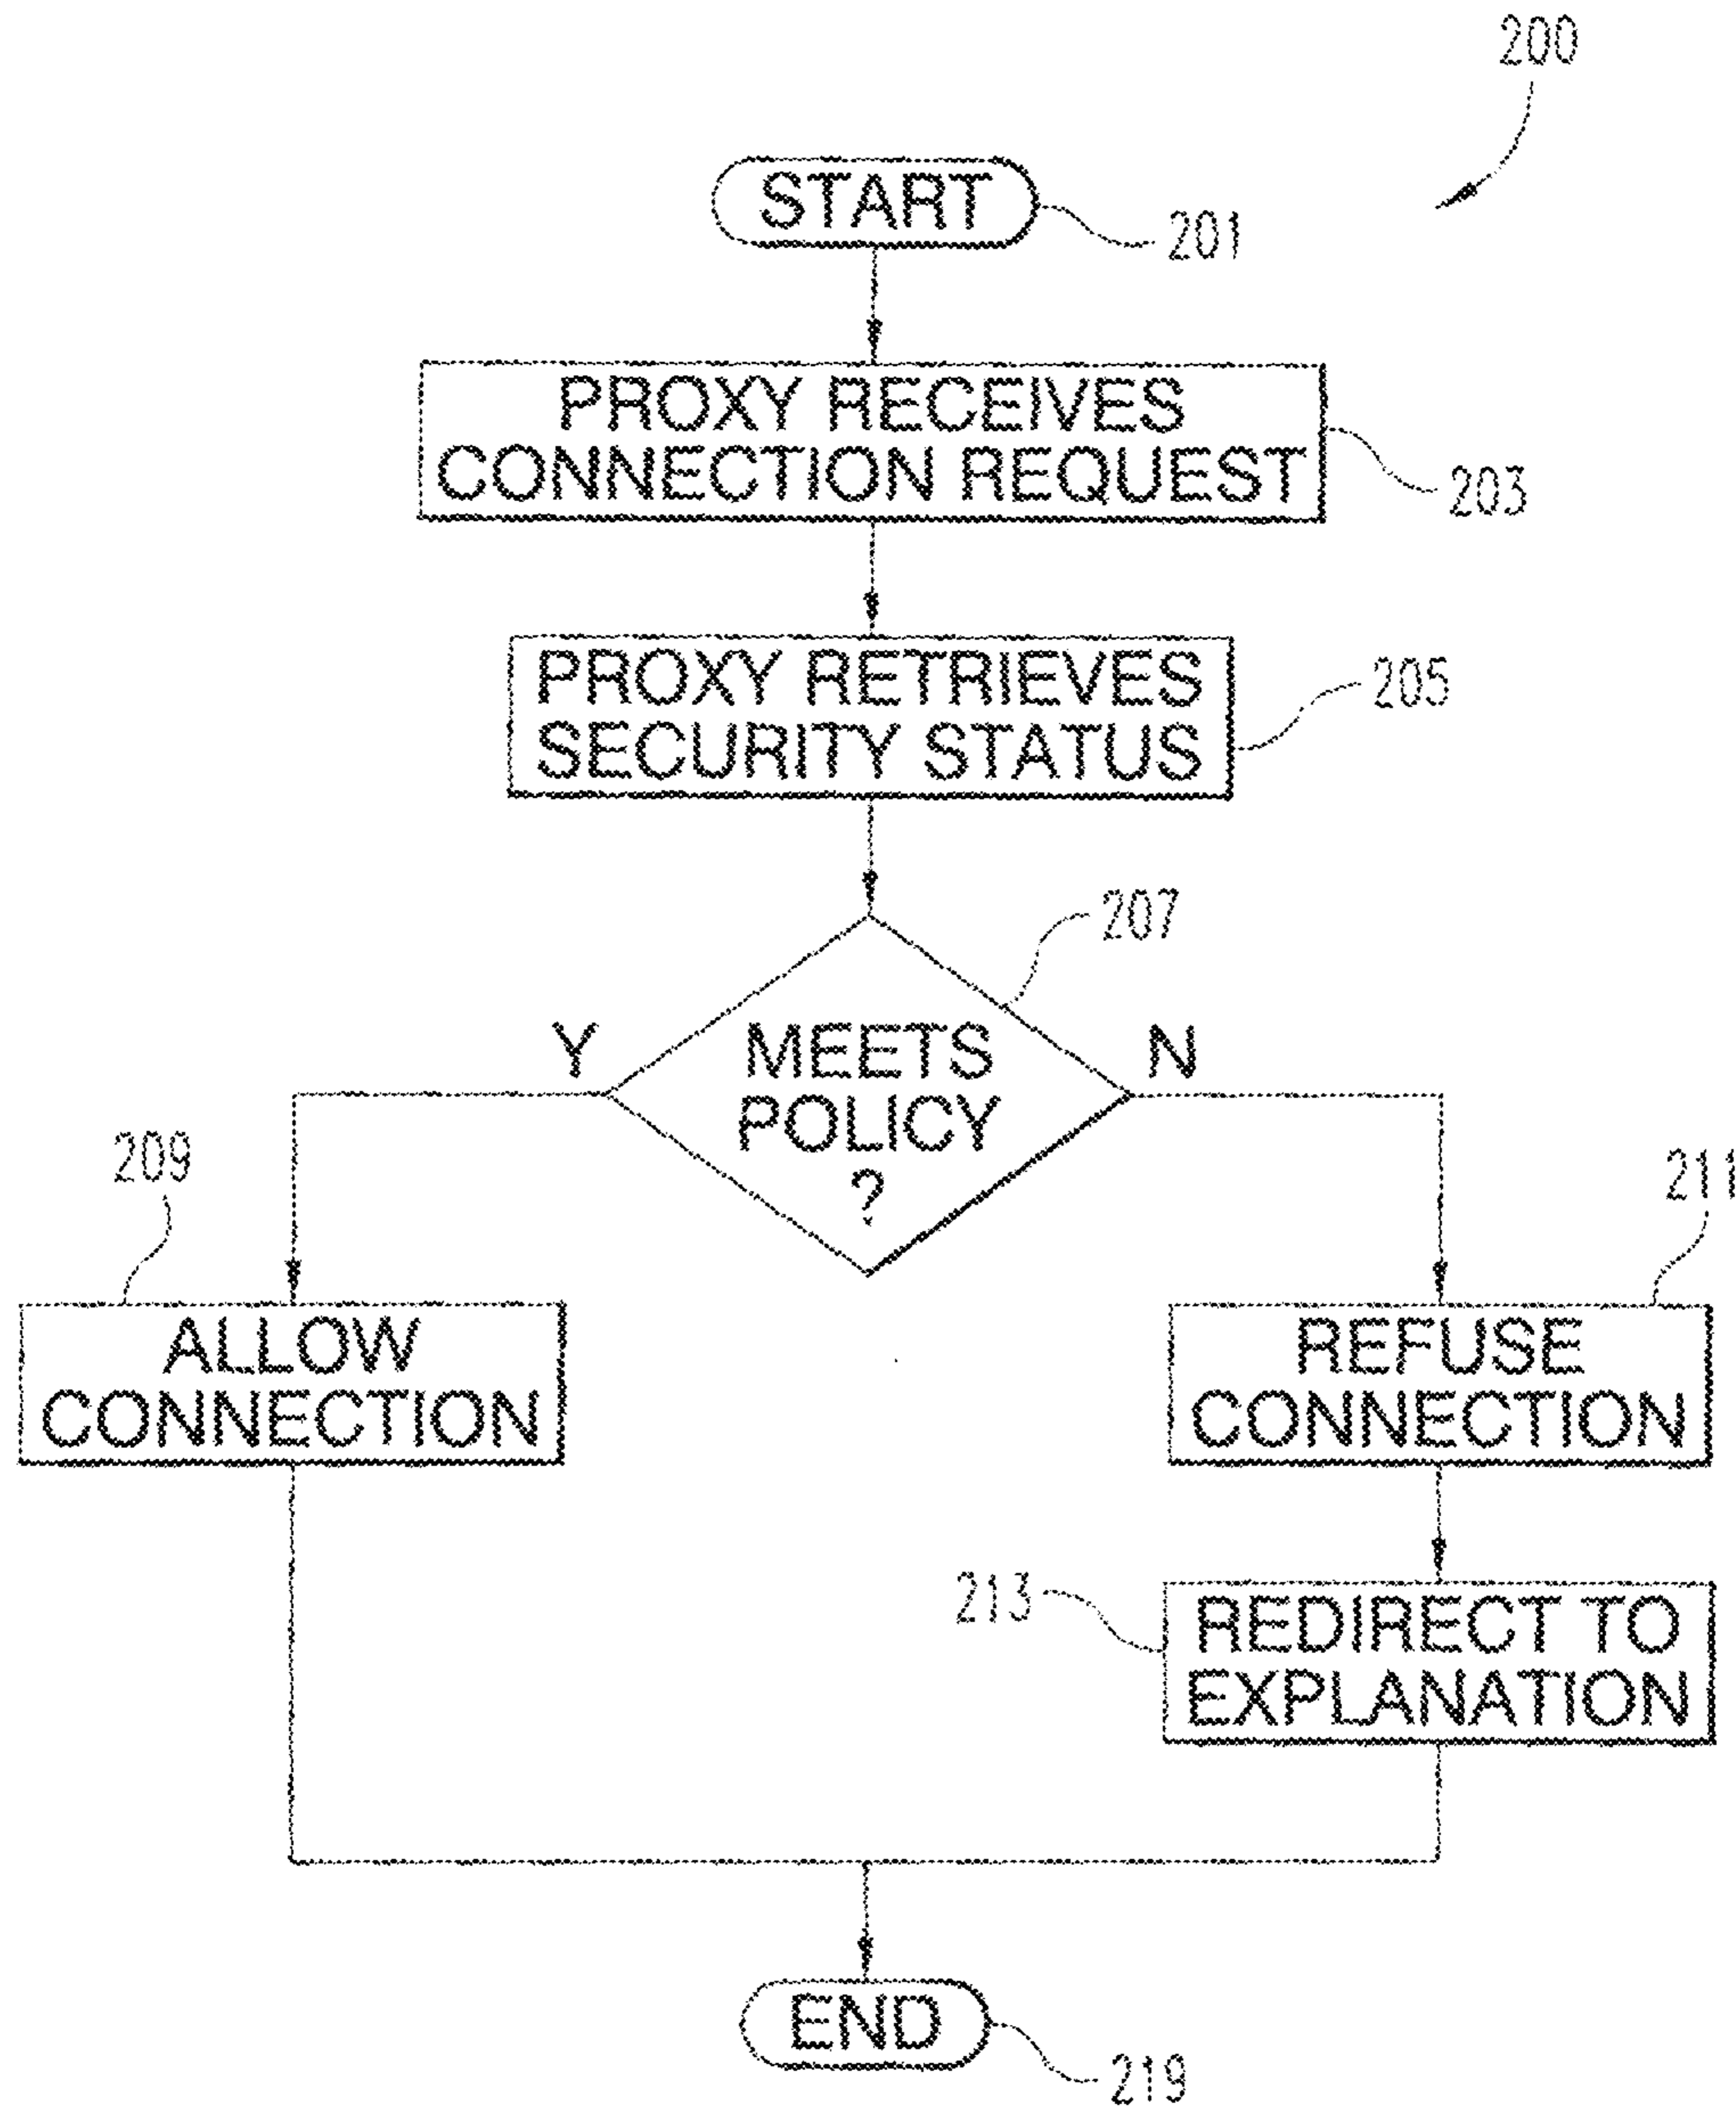 200
START
201
PROXY RECEIVES
CONNECTION REQUEST
203
PROXY RETRIEVES
SECURITY STATUS
205
207
Y
MEETS
POLICY
?
N
209
211
ALLOW
CONNECTION
REFUSE
CONNECTION
213
REDIRECT TO
EXPLANATION
END
219